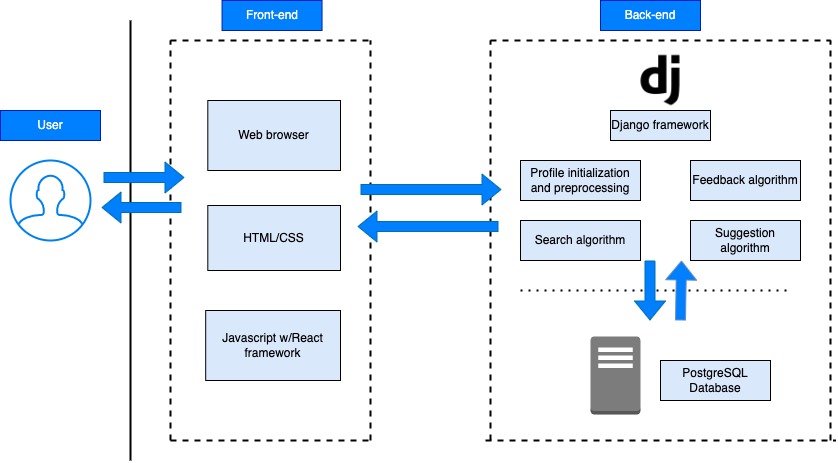 Front-end
Back-end
User
Web browser
HTML/CSS
Javascript w/React
framework
dj
Django framework
Profile initialization
and preprocessing
Feedback algorithm
Search algorithm
Suggestion
algorithm
PostgreSQL
Database